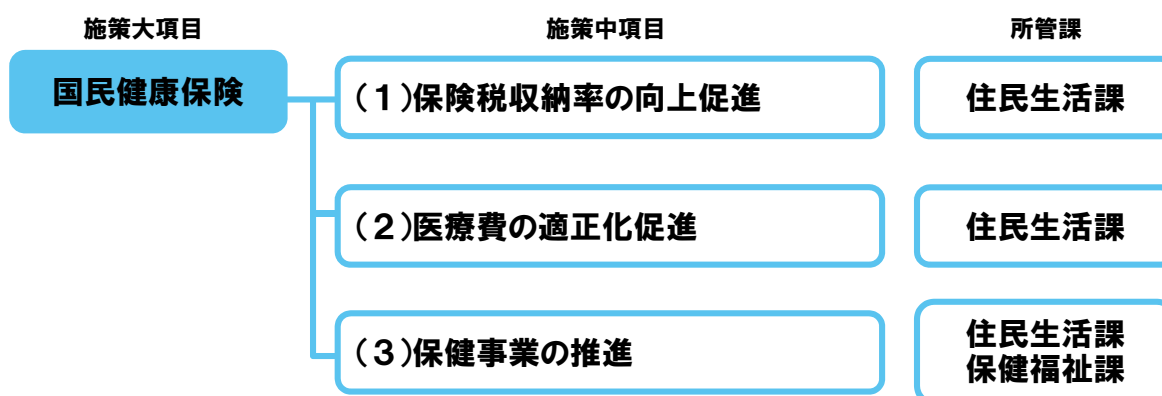 施策大項目 施策中項目 所管課
国民健康保険 （１）保険税収納率の向上促進 住民生活課
（２）医療費の適正化促進 住民生活課
（３）保健事業の推進 住民生活課
保健福祉課